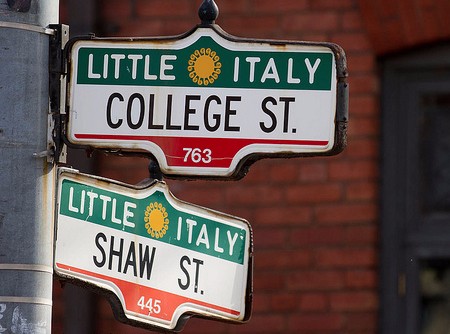 LITTLE ITALY
COLLEGE ST.
763
LITTLE ITALY
SHAW ST.
445